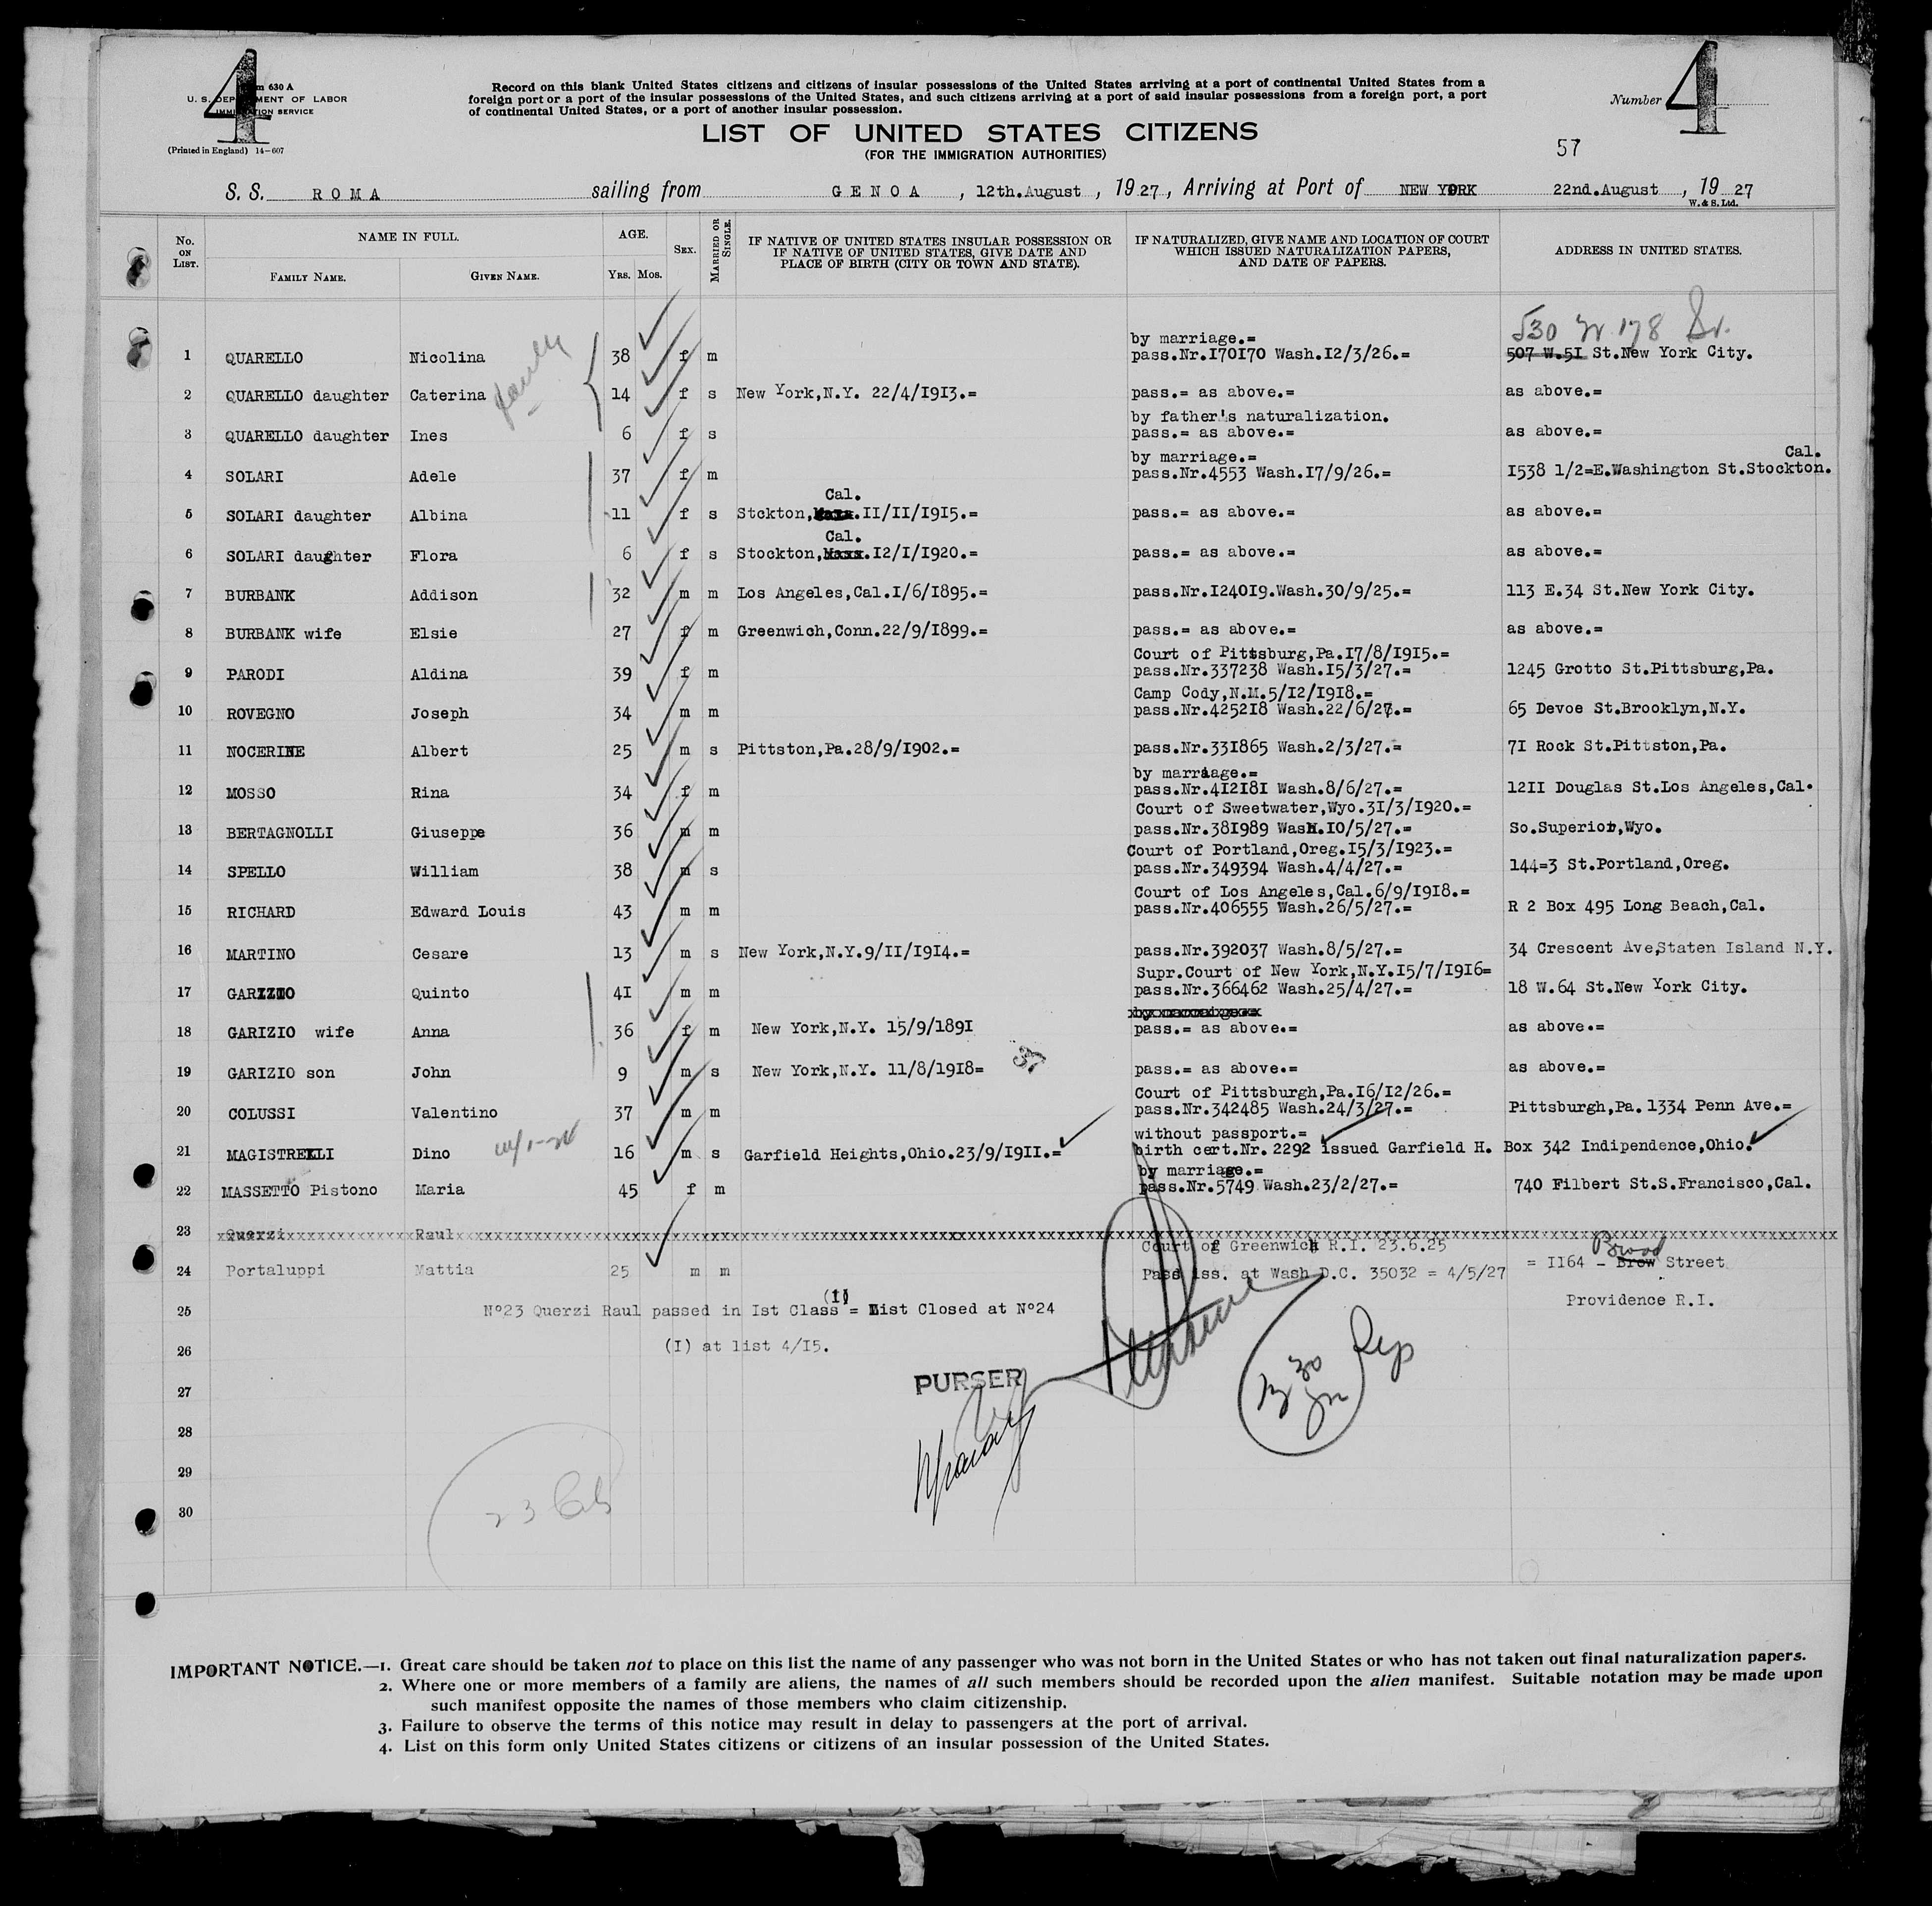 4
4
Form 630 A
U. S. DEPARTMENT OF LABOR
IMMIGRATION SERVICE
(Printed in England) 14-607
Record on this blank United States citizens and citizens of insular possessions of the United States arriving at a port of continental United States from a
foreign port or a port of the insular possessions of the United States, and such citizens arriving at a port of said insular possessions from a foreign port, a port
of continental United States, or a port of another insular possession.
Number
LIST OF UNITED STATES CITIZENS
(FOR THE IMMIGRATION AUTHORITIES)
57
S. S. ROMA sailing from GENOA, 12th.August, 1927, Arriving at Port of NEW YORK 22nd.August, 1927
W. & S. Ltd.
No. ON LIST. NAME IN FULL. FAMILY NAME. GIVEN NAME. AGE. YRS. MOS. SEX. MARRIED OR SINGLE. IF NATIVE OF UNITED STATES INSULAR POSSESSION OR IF NATIVE OF UNITED STATES, GIVE DATE AND PLACE OF BIRTH (CITY OR TOWN AND STATE). IF NATURALIZED, GIVE NAME AND LOCATION OF COURT WHICH ISSUED NATURALIZATION PAPERS, AND DATE OF PAPERS. ADDRESS IN UNITED STATES.
530 W 178 St.
family
by marriage.=
1 QUARELLO Nicolina 38 f m pass.Nr.I70I70 Wash.I2/3/26.= 507 W.5I St.New York City.
2 QUARELLO daughter Caterina 14 f s New York,N.Y. 22/4/1913.= pass.= as above.= as above.=
by father's naturalization.
3 QUARELLO daughter Ines 6 f s pass.= as above.= as above.=
by marriage.= Cal.
4 SOLARI Adele 37 f m pass.Nr.4553 Wash.I7/9/26.= I538 1/2=E.Washington St.Stockton.
Cal.
5 SOLARI daughter Albina 11 f s Stckton, .II/II/1915.= pass.= as above.= as above.=
Cal.
6 SOLARI daughter Flora 6 f s Stockton,Mass.I2/I/1920.= pass.= as above.= as above.=
7 BURBANK Addison 32 m m Los Angeles,Cal.I/6/1895.= pass.Nr.I240I9.Wash.30/9/25.= 113 E.34 St.New York City.
8 BURBANK wife Elsie 27 f m Greenwich,Conn.22/9/1899.= pass.= as above.= as above.=
Court of Pittsburg,Pa.I7/8/1915.=
9 PARODI Aldina 39 f m pass.Nr.337238 Wash.I5/3/27.= 1245 Grotto St.Pittsburg,Pa.
Camp Cody,N.M.5/12/1918.=
10 ROVEGNO Joseph 34 m m pass.Nr.4252I8 Wash.22/6/27.= 65 Devoe St.Brooklyn,N.Y.
11 NOCERINE Albert 25 m s Pittston,Pa.28/9/1902.= pass.Nr.33I865 Wash.2/3/27.= 7I Rock St.Pittston,Pa.
by marriage.=
12 MOSSO Rina 34 f m pass.Nr.4I2I8I Wash.8/6/27.= 12II Douglas St.Los Angeles,Cal.
Court of Sweetwater,Wyo.3I/3/1920.=
13 BERTAGNOLLI Giuseppe 36 m m pass.Nr.38I989 Wash.I0/5/27.= So.Superior,Wyo.
Court of Portland,Oreg.I5/3/1923.=
14 SPELLO William 38 m s pass.Nr.349394 Wash.4/4/27.= 144=3 St.Portland,Oreg.
Court of Los Angeles,Cal.6/9/1918.=
15 RICHARD Edward Louis 43 m m pass.Nr.406555 Wash.26/5/27.= R 2 Box 495 Long Beach,Cal.
16 MARTINO Cesare 13 m s New York,N.Y.9/II/1914.= pass.Nr.392037 Wash.8/5/27.= 34 Crescent Ave,Staten Island N.Y.
Supr.Court of New York,N.Y.I5/7/1916=
17 GARIZIO Quinto 4I m m pass.Nr.366462 Wash.25/4/27.= 18 W.64 St.New York City.
18 GARIZIO wife Anna 36 f m New York,N.Y. 15/9/189I pass.= as above.= as above.=
19 GARIZIO son John 9 m s New York,N.Y. 11/8/1918= pass.= as above.= as above.=
Court of Pittsburgh,Pa.I6/12/26.=
20 COLUSSI Valentino 37 m m pass.Nr.342485 Wash.24/3/27.= Pittsburgh,Pa. 1334 Penn Ave.=
without passport.=
21 MAGISTRELLI Dino 16 m s Garfield Heights,Ohio.23/9/19II.= birth cert.Nr. 2292 issued Garfield H. Box 342 Indipendence,Ohio.
by marriage.=
22 MASSETTO Pistono Maria 45 f m pass.Nr.5749 Wash.23/2/27.= 740 Filbert St.S.Francisco,Cal.
23 Querzi Raul
Court of Greenwich R.I. 23.6.25 Broad
24 Portaluppi Mattia 25 m m Pass iss. at Wash D.C. 35032 = 4/5/27 = II64 - Brow Street
25 N°23 Querzi Raul passed in Ist Class (1) = List Closed at N°24 Providence R.I.
26 (I) at list 4/I5.
PURSER
27
28
29
30
23
IMPORTANT NOTICE.—1. Great care should be taken not to place on this list the name of any passenger who was not born in the United States or who has not taken out final naturalization papers.
2. Where one or more members of a family are aliens, the names of all such members should be recorded upon the alien manifest. Suitable notation may be made upon
such manifest opposite the names of those members who claim citizenship.
3. Failure to observe the terms of this notice may result in delay to passengers at the port of arrival.
4. List on this form only United States citizens or citizens of an insular possession of the United States.